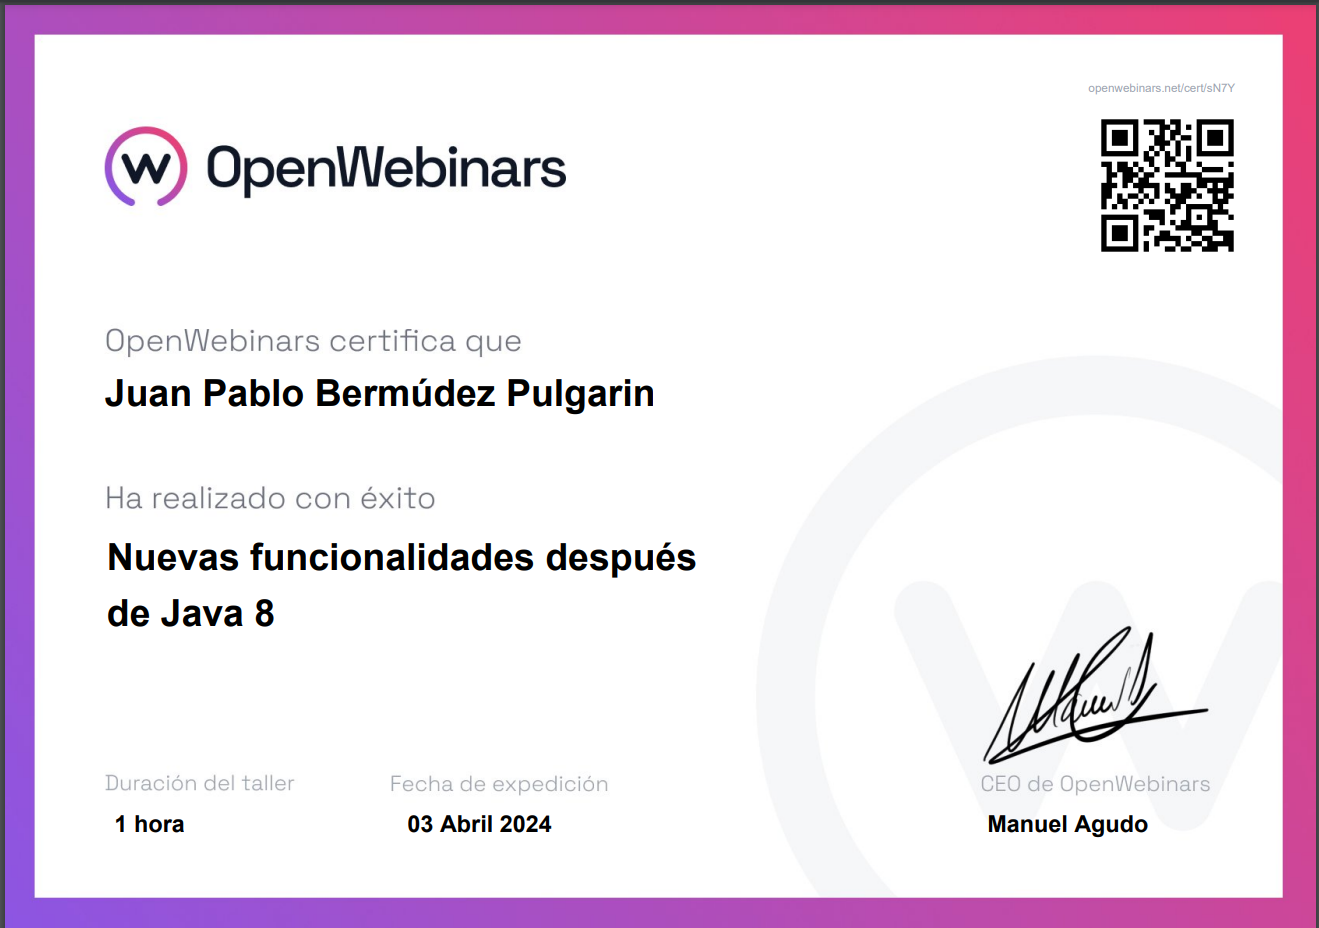 openwebinars.net/cert/sN7Y
OpenWebinars
OpenWebinars certifica que
Juan Pablo Bermúdez Pulgarin
Ha realizado con éxito
Nuevas funcionalidades después
de Java 8
Duración del taller
1 hora
Fecha de expedición
03 Abril 2024
CEO de OpenWebinars
Manuel Agudo